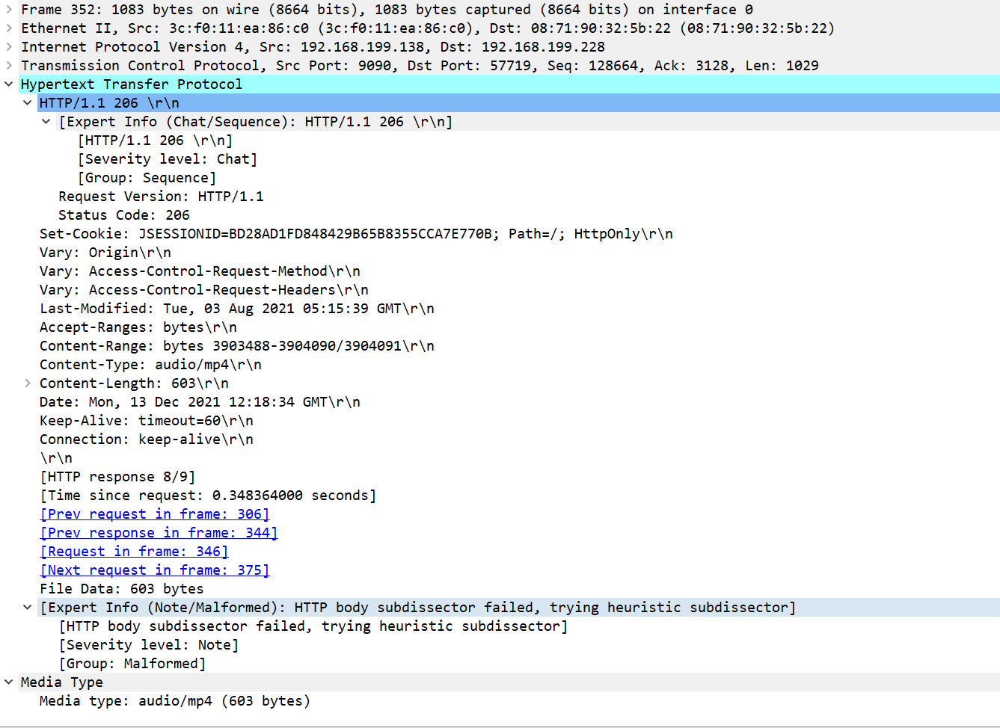 Frame 352: 1083 bytes on wire (8664 bits), 1083 bytes captured (8664 bits) on interface 0
Ethernet II, Src: 3c:f0:11:ea:86:c0 (3c:f0:11:ea:86:c0), Dst: 08:71:90:32:5b:22 (08:71:90:32:5b:22)
Internet Protocol Version 4, Src: 192.168.199.138, Dst: 192.168.199.228
Transmission Control Protocol, Src Port: 9090, Dst Port: 57719, Seq: 128664, Ack: 3128, Len: 1029
Hypertext Transfer Protocol
HTTP/1.1 206 \r\n
[Expert Info (Chat/Sequence): HTTP/1.1 206 \r\n]
[HTTP/1.1 206 \r\n]
[Severity level: Chat]
[Group: Sequence]
Request Version: HTTP/1.1
Status Code: 206
Set-Cookie: JSESSIONID=BD28AD1FD848429B65B8355CCA7E770B; Path=/; HttpOnly\r\n
Vary: Origin\r\n
Vary: Access-Control-Request-Method\r\n
Vary: Access-Control-Request-Headers\r\n
Last-Modified: Tue, 03 Aug 2021 05:15:39 GMT\r\n
Accept-Ranges: bytes\r\n
Content-Range: bytes 3903488-3904090/3904091\r\n
Content-Type: audio/mp4\r\n
Content-Length: 603\r\n
Date: Mon, 13 Dec 2021 12:18:34 GMT\r\n
Keep-Alive: timeout=60\r\n
Connection: keep-alive\r\n
\r\n
[HTTP response 8/9]
[Time since request: 0.348364000 seconds]
[Prev request in frame: 306]
[Prev response in frame: 344]
[Request in frame: 346]
[Next request in frame: 375]
File Data: 603 bytes
[Expert Info (Note/Malformed): HTTP body subdissector failed, trying heuristic subdissector]
[HTTP body subdissector failed, trying heuristic subdissector]
[Severity level: Note]
[Group: Malformed]
Media Type
Media type: audio/mp4 (603 bytes)